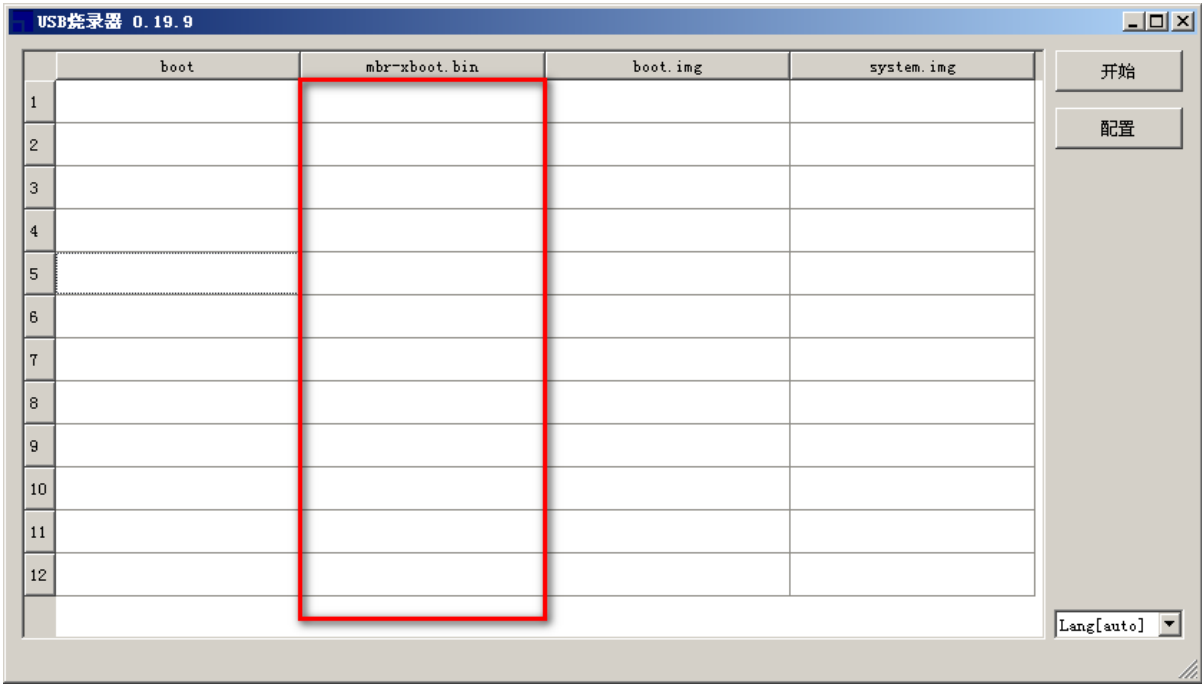 USB烧录器 0.19.9
boot mbr-xboot.bin boot.img system.img
开始
1
配置
2
3
4
5
6
7
8
9
10
11
12
Lang[auto]